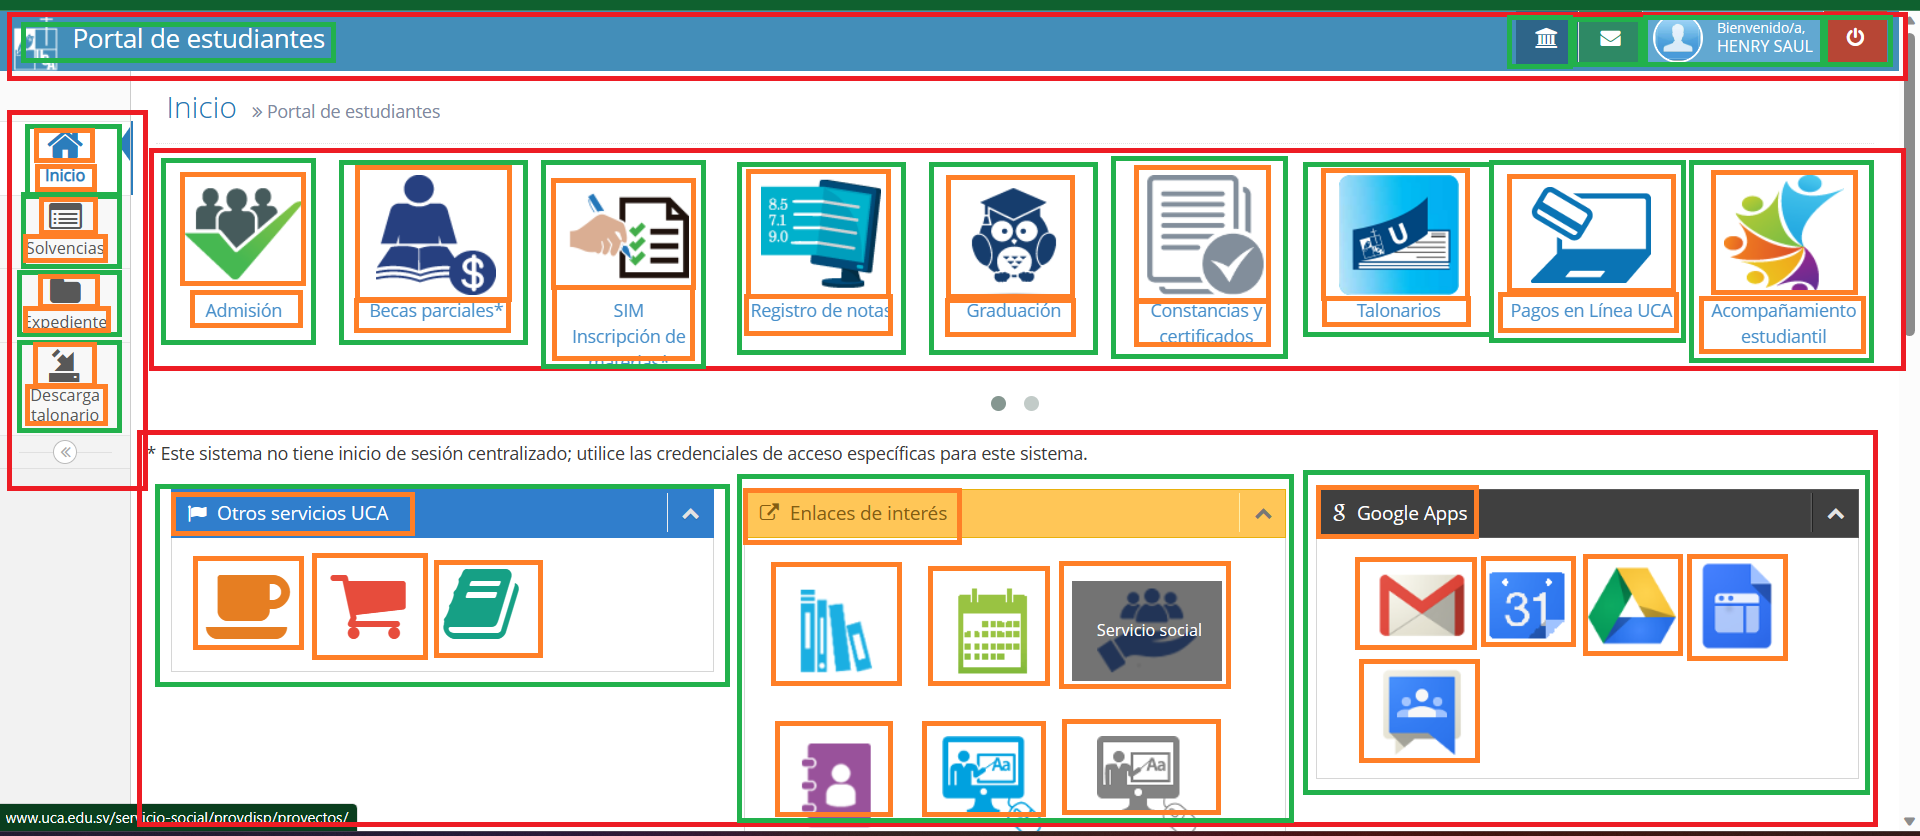 Portal de estudiantes
Bienvenido/a,
HENRY SAUL
Inicio
Portal de estudiantes
Inicio
Solvencias
Expediente
Descarga
talonario
Admisión
Becas parciales*
SIM
Inscripción de
materias*
Registro de notas
8.5
7.1
9.0
Graduación
Constancias y
certificados
Talonarios
U
Pagos en Línea UCA
Acompañamiento
estudiantil
* Este sistema no tiene inicio de sesión centralizado; utilice las credenciales de acceso específicas para este sistema.
Otros servicios UCA
Enlaces de interés
Servicio social
Aa
Aa
g Google Apps
31
www.uca.edu.sv/servicio-social/provdisp/proyectos/